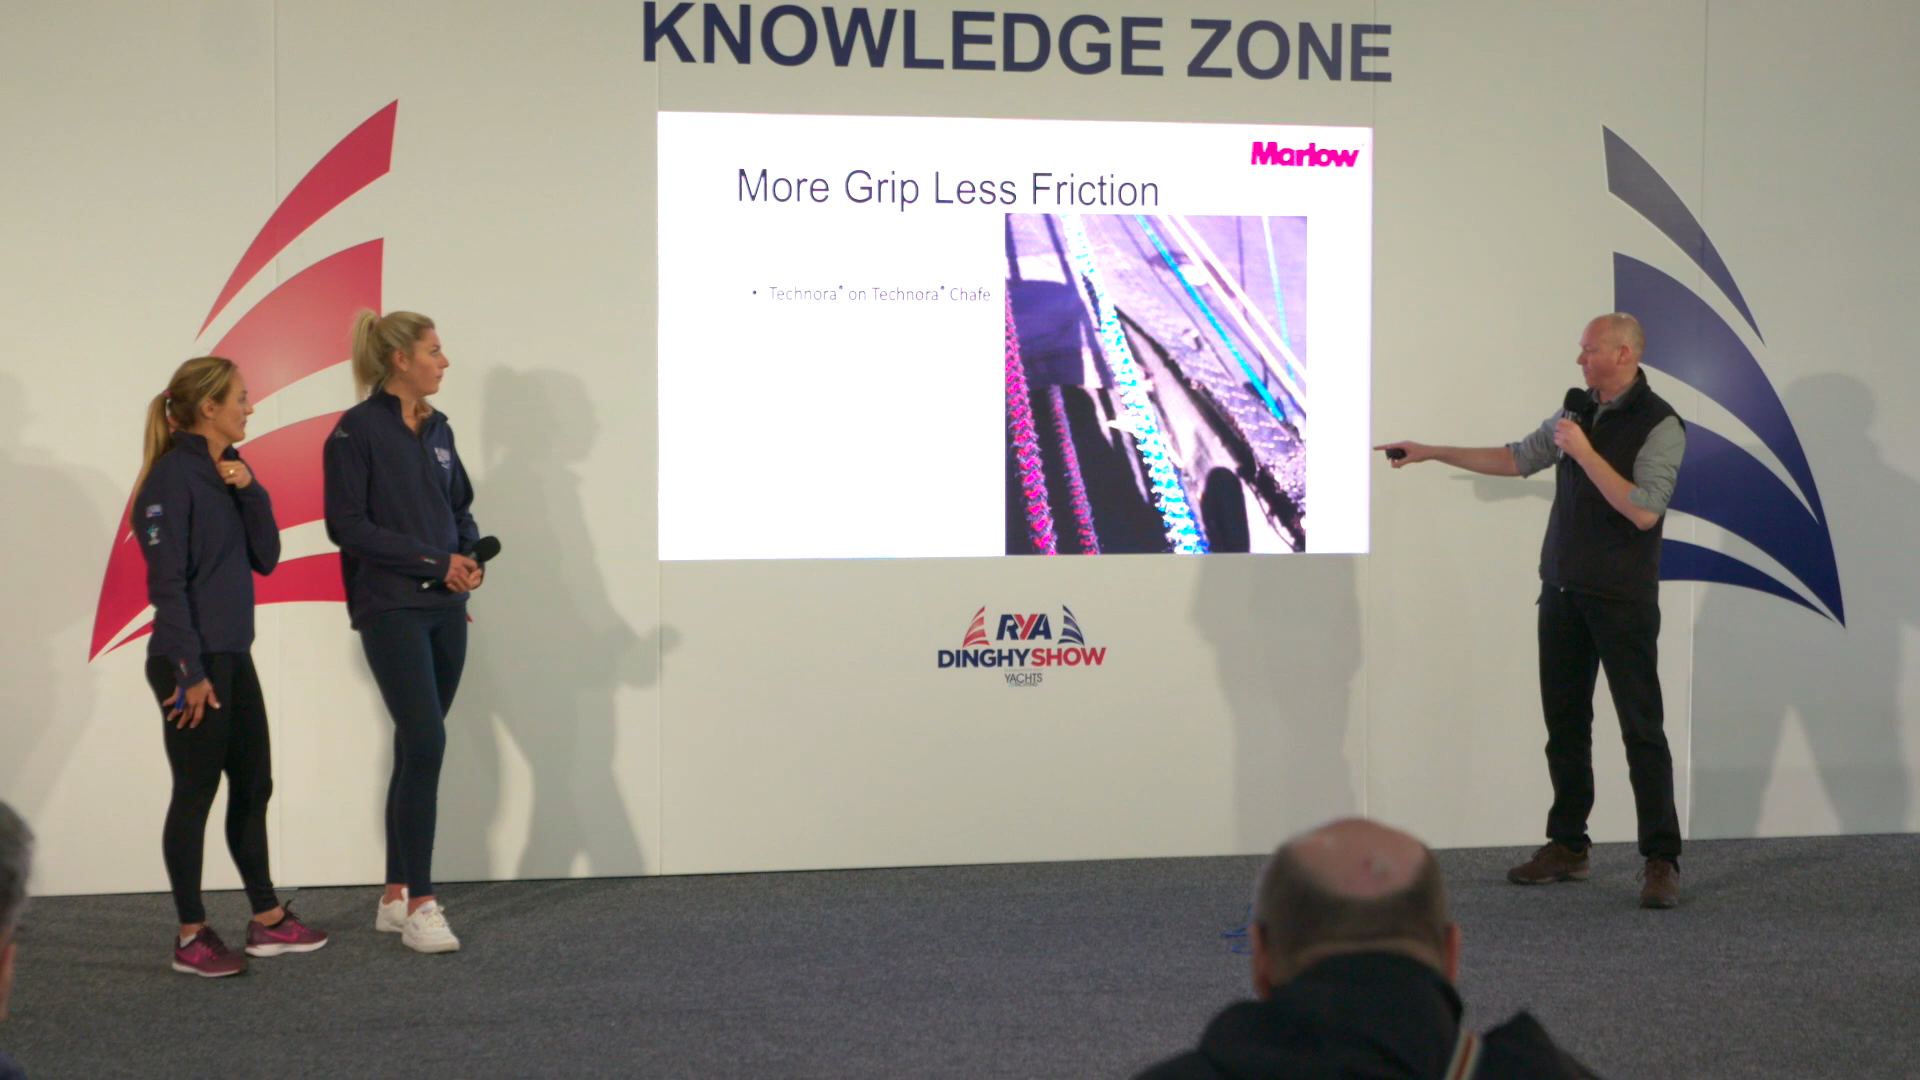 KNOWLEDGE ZONE
Marlow
More Grip Less Friction
• Technora® on Technora® Chafe
RYA
DINGHY SHOW
YACHTS